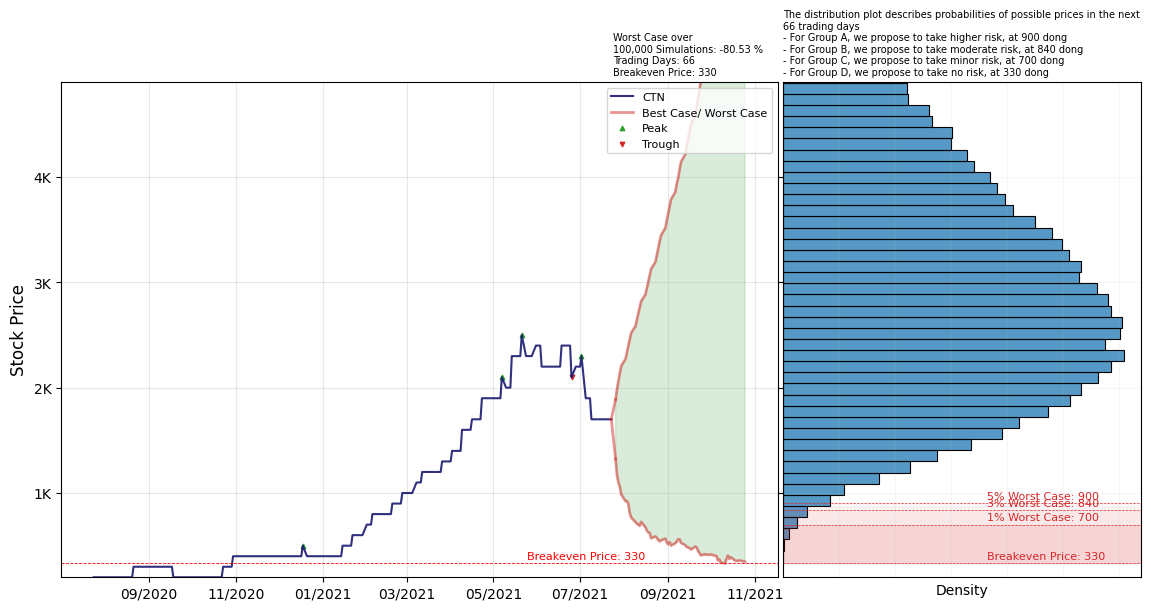 The distribution plot describes probabilities of possible prices in the next
66 trading days
- For Group A, we propose to take higher risk, at 900 dong
- For Group B, we propose to take moderate risk, at 840 dong
- For Group C, we propose to take minor risk, at 700 dong
- For Group D, we propose to take no risk, at 330 dong
Worst Case over
100,000 Simulations: -80.53 %
Trading Days: 66
Breakeven Price: 330
CTN
Best Case/ Worst Case
Peak
Trough
Stock Price
4K
3K
2K
1K
Breakeven Price: 330
09/2020
11/2020
01/2021
03/2021
05/2021
07/2021
09/2021
11/2021
5% Worst Case: 900
3% Worst Case: 840
1% Worst Case: 700
Breakeven Price: 330
Density